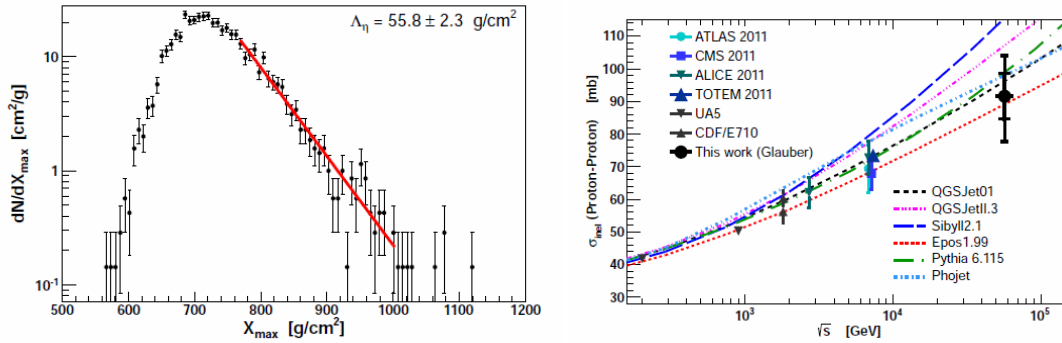 Λη = 55.8 ± 2.3 g/cm²
dN/dXmax [cm²/g]
10
1
10⁻¹
500 600 700 800 900 1000 1100 1200
Xmax [g/cm²]
σinel (Proton-Proton) [mb]
110
100
90
80
70
60
50
40
30
ATLAS 2011
CMS 2011
ALICE 2011
TOTEM 2011
UA5
CDF/E710
This work (Glauber)
QGSJet01
QGSJetII.3
Sibyll2.1
Epos1.99
Pythia 6.115
Phojet
10³ 10⁴ 10⁵
√s [GeV]